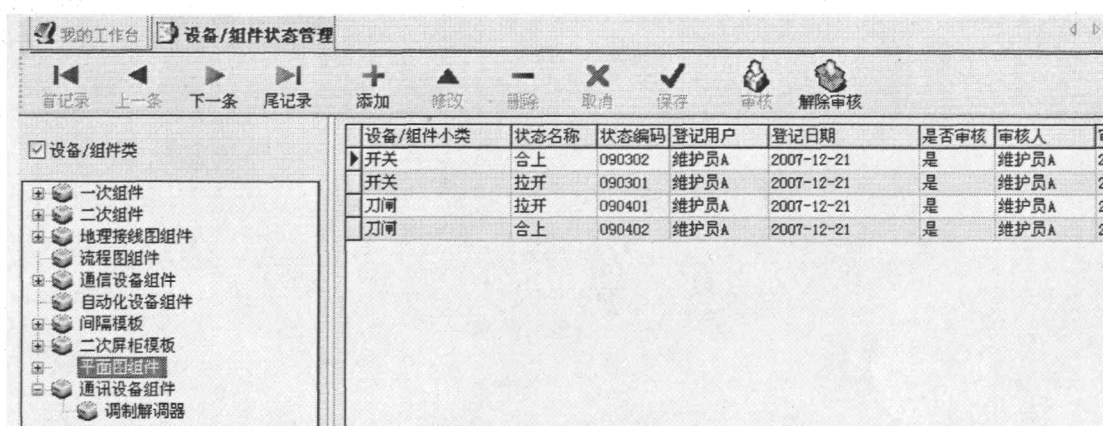 我的工作台 设备/组件状态管理
首记录 上一条 下一条 尾记录 添加 修改 删除 取消 保存 审核 解除审核
设备/组件类
一次组件
二次组件
地理接线图组件
流程图组件
通信设备组件
自动化设备组件
间隔模板
二次屏柜模板
平面图组件
通讯设备组件
调制解调器
设备/组件小类 状态名称 状态编码 登记用户 登记日期 是否审核 审核人
开关 合上 090302 维护员A 2007-12-21 是 维护员A 2
开关 拉开 090301 维护员A 2007-12-21 是 维护员A 2
刀闸 拉开 090401 维护员A 2007-12-21 是 维护员A 2
刀闸 合上 090402 维护员A 2007-12-21 是 维护员A 2